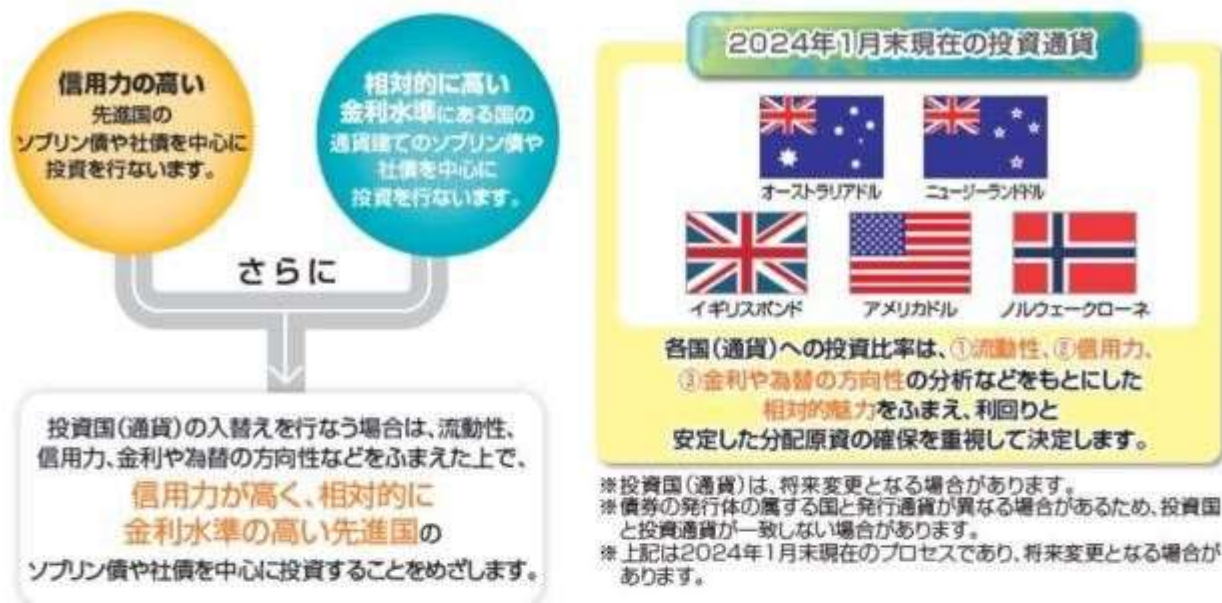 信用力の高い
先進国の
ソブリン債や社債を中心に
投資を行ないます。
相対的に高い
金利水準にある国の
通貨建てのソブリン債や
社債を中心に
投資を行ないます。
さらに
投資国(通貨)の入替えを行なう場合は、流動性、
信用力、金利や為替の方向性などをふまえた上で、
信用力が高く、相対的に
金利水準の高い先進国の
ソブリン債や社債を中心に投資することをめざします。
2024年1月末現在の投資通貨
オーストラリアドル
ニュージーランドドル
イギリスポンド
アメリカドル
ノルウェークローネ
各国(通貨)への投資比率は、①流動性、②信用力、
③金利や為替の方向性の分析などをもとにした
相対的魅力をふまえ、利回りと
安定した分配原資の確保を重視して決定します。
※投資国(通貨)は、将来変更となる場合があります。
※債券の発行体の属する国と発行通貨が異なる場合があるため、投資国
と投資通貨が一致しない場合があります。
※上記は2024年1月末現在のプロセスであり、将来変更となる場合が
あります。